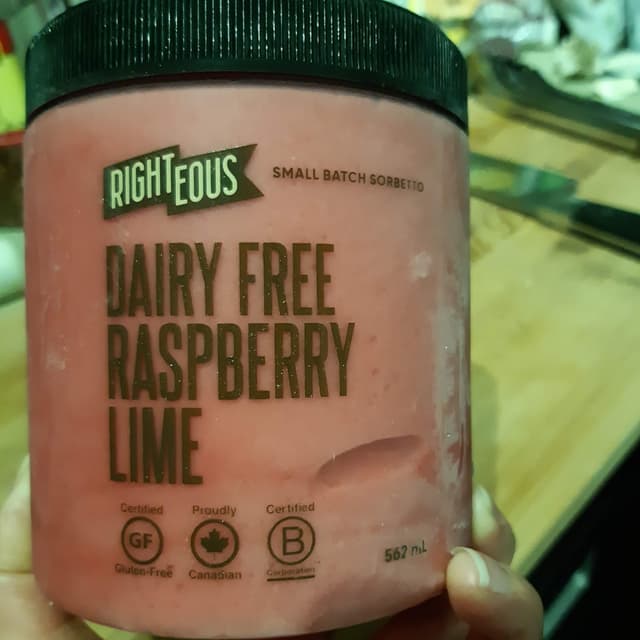 RIGHTEOUS
SMALL BATCH SORBETTO
DAIRY FREE
RASPBERRY
LIME
Certified
GF
Gluten-Free
Proudly
Canadian
Certified
B
Corporation
562 mL